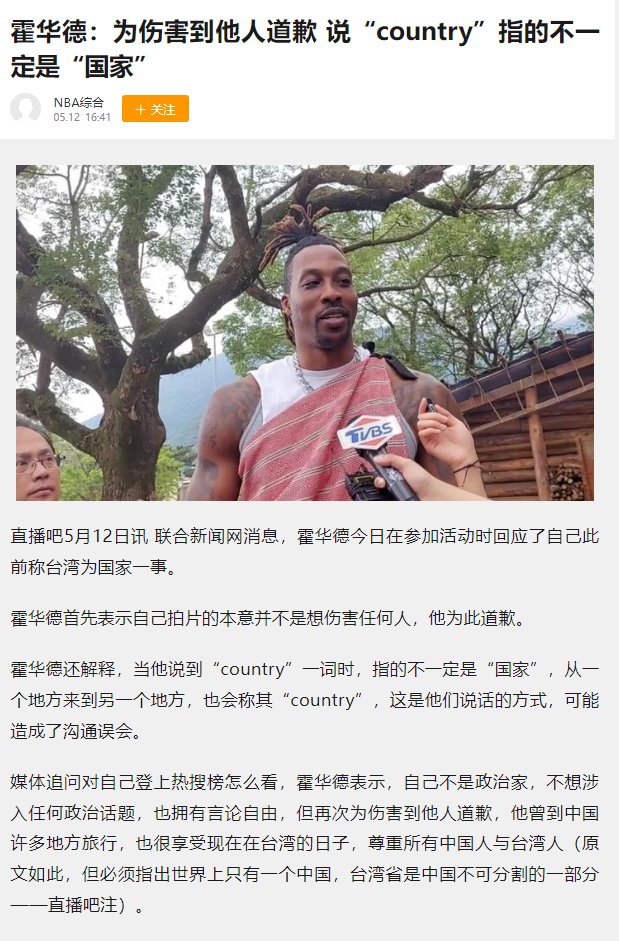 霍华德：为伤害到他人道歉 说“country”指的不一
定是“国家”
NBA综合
05.12 16:41
＋ 关注
TVBS
直播吧5月12日讯 联合新闻网消息，霍华德今日在参加活动时回应了自己此
前称台湾为国家一事。
霍华德首先表示自己拍片的本意并不是想伤害任何人，他为此道歉。
霍华德还解释，当他说到“country”一词时，指的不一定是“国家”，从一
个地方来到另一个地方，也会称其“country”，这是他们说话的方式，可能
造成了沟通误会。
媒体追问对自己登上热搜榜怎么看，霍华德表示，自己不是政治家，不想涉
入任何政治话题，也拥有言论自由，但再次为伤害到他人道歉，他曾到中国
许多地方旅行，也很享受现在在台湾的日子，尊重所有中国人与台湾人（原
文如此，但必须指出世界上只有一个中国，台湾省是中国不可分割的一部分
——直播吧注）。